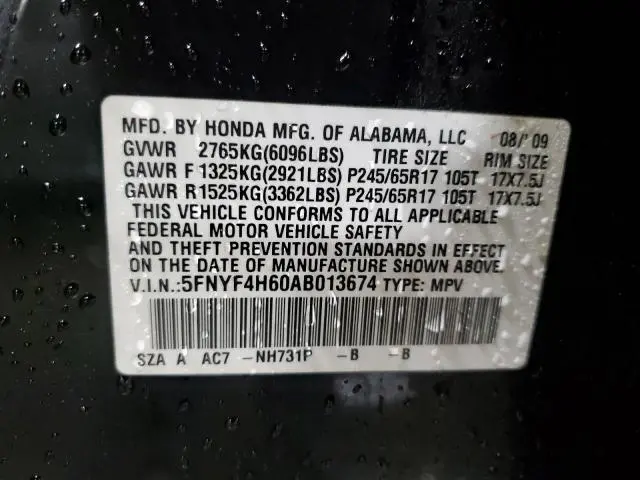 MFD. BY HONDA MFG. OF ALABAMA, LLC 08/'09
GVWR 2765KG(6096LBS) TIRE SIZE RIM SIZE
GAWR F 1325KG(2921LBS) P245/65R17 105T 17X7.5J
GAWR R 1525KG(3362LBS) P245/65R17 105T 17X7.5J
THIS VEHICLE CONFORMS TO ALL APPLICABLE
FEDERAL MOTOR VEHICLE SAFETY
AND THEFT PREVENTION STANDARDS IN EFFECT
ON THE DATE OF MANUFACTURE SHOWN ABOVE.
V.I.N.:5FNYF4H60AB013674 TYPE: MPV
SZA A AC7 -NH731P -B -B